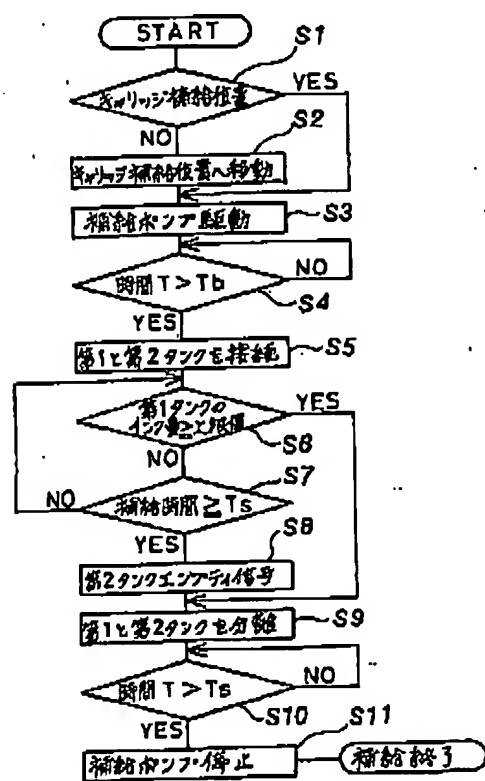 START
S1
キャリッジ補給位置
YES
NO
S2
キャリッジ補給位置へ移動
補給ポンプ駆動
S3
時間 T > Tb
NO
S4
YES
第1と第2タンクを接続
S5
第1タンクの
インク量≧上限値
YES
S6
NO
S7
補給時間 ≧ Ts
NO
YES
S8
第2タンクエンプティ信号
第1と第2タンクを分離
S9
時間 T > Ts
NO
S10
YES
S11
補給ポンプ停止
補給終了